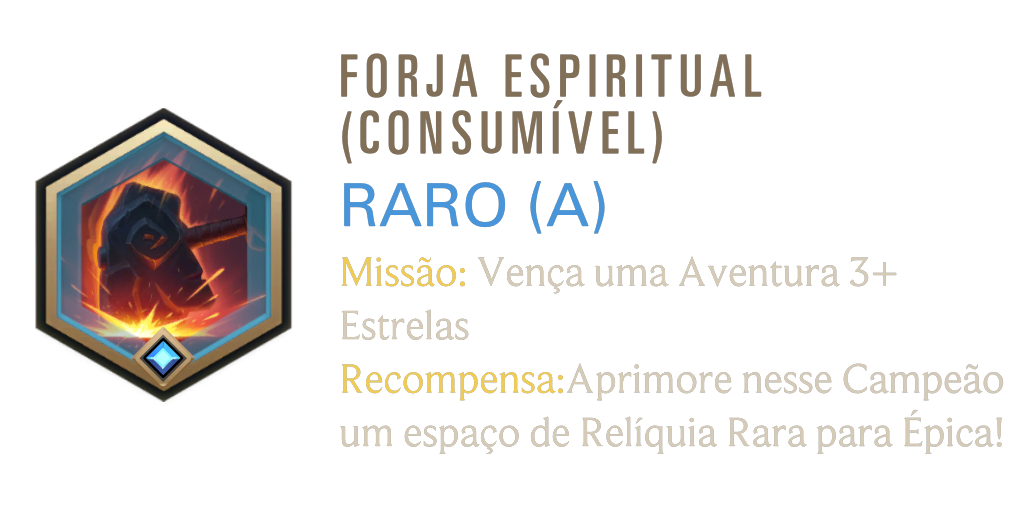 FORJA ESPIRITUAL
(CONSUMÍVEL)
RARO (A)
Missão: Vença uma Aventura 3+
Estrelas
Recompensa:Aprimore nesse Campeão
um espaço de Relíquia Rara para Épica!